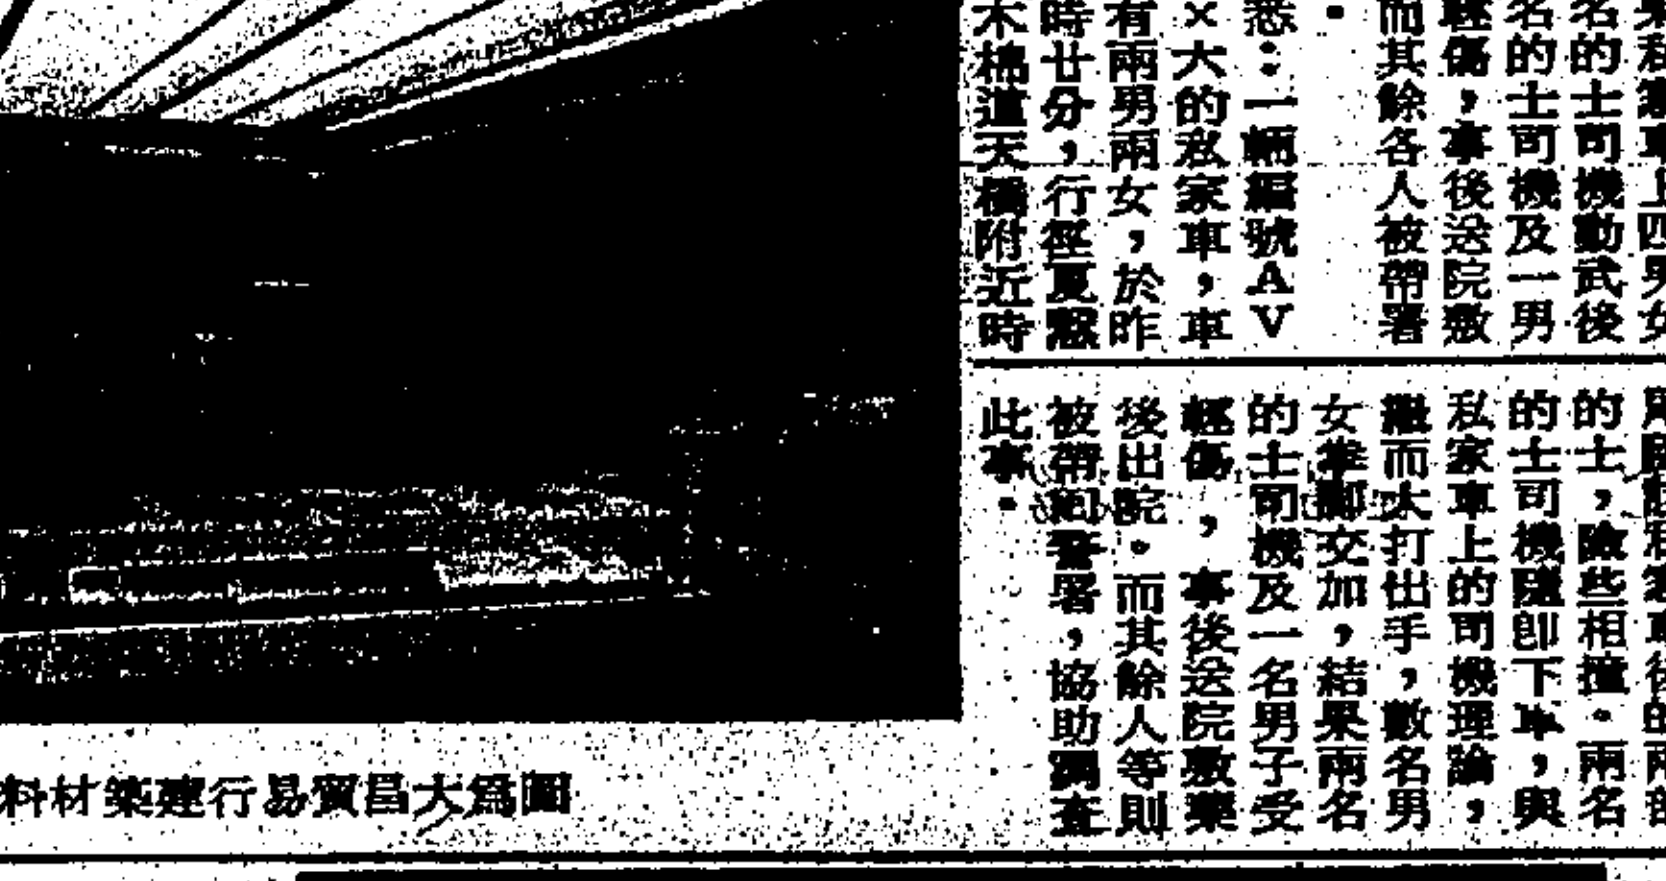 名的士司機動武後
名的士司機及一男
輕傷,事後送院敷
而其餘各人被帶署
。
悉:一輛編號AV
×大的私家車,車
有兩男兩女,於昨
時廿分,行徑夏慤
木棉道天橋附近時
的士,險些相撞。兩名
的士司機隨即下車,與
私家車上的司機理論,
繼而大打出手,數名男
女拳腳交加,結果兩名
的士司機及一名男子受
輕傷,事後送院敷藥
後出院。而其餘人等則
被帶回警署,協助調查
此事。
料材築建行易貿昌大爲圖